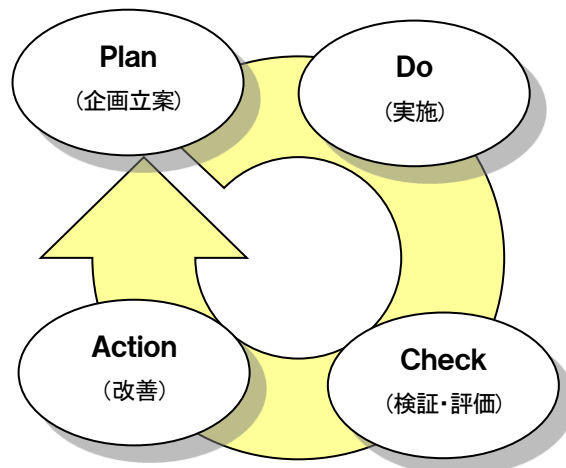 Plan
（企画立案）
Do
（実施）
Check
（検証・評価）
Action
（改善）